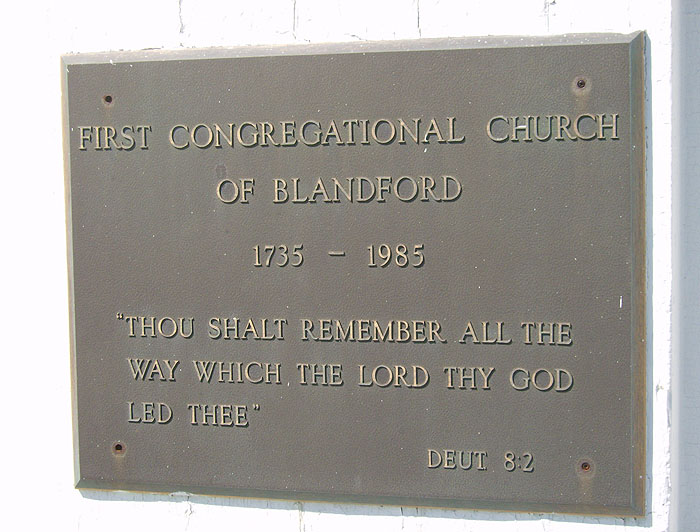 FIRST CONGREGATIONAL CHURCH
OF BLANDFORD
1735 – 1985
“THOU SHALT REMEMBER ALL THE
WAY WHICH THE LORD THY GOD
LED THEE”
DEUT 8:2